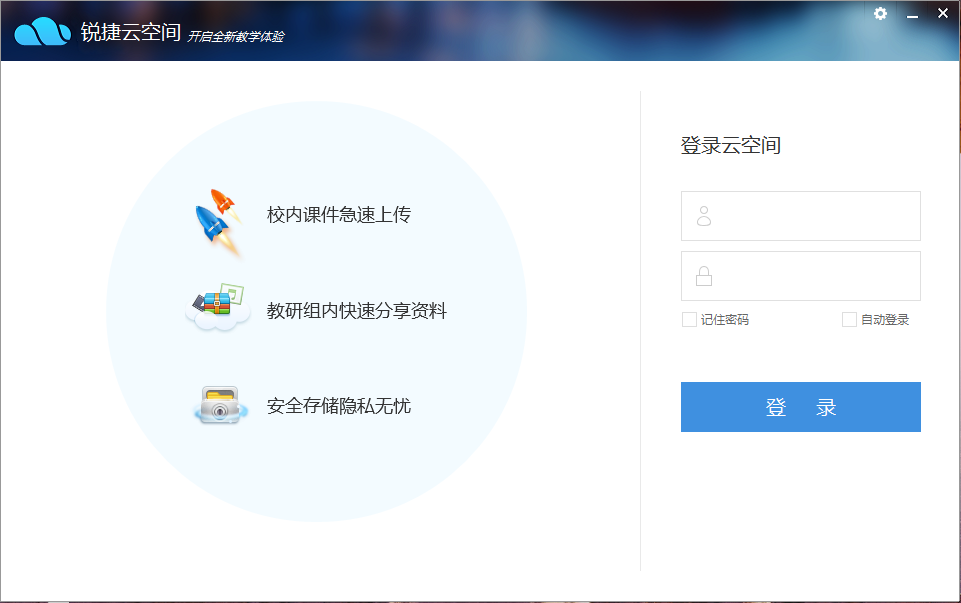 锐捷云空间 开启全新教学体验
校内课件急速上传
教研组内快速分享资料
安全存储隐私无忧
登录云空间
记住密码 自动登录
登 录